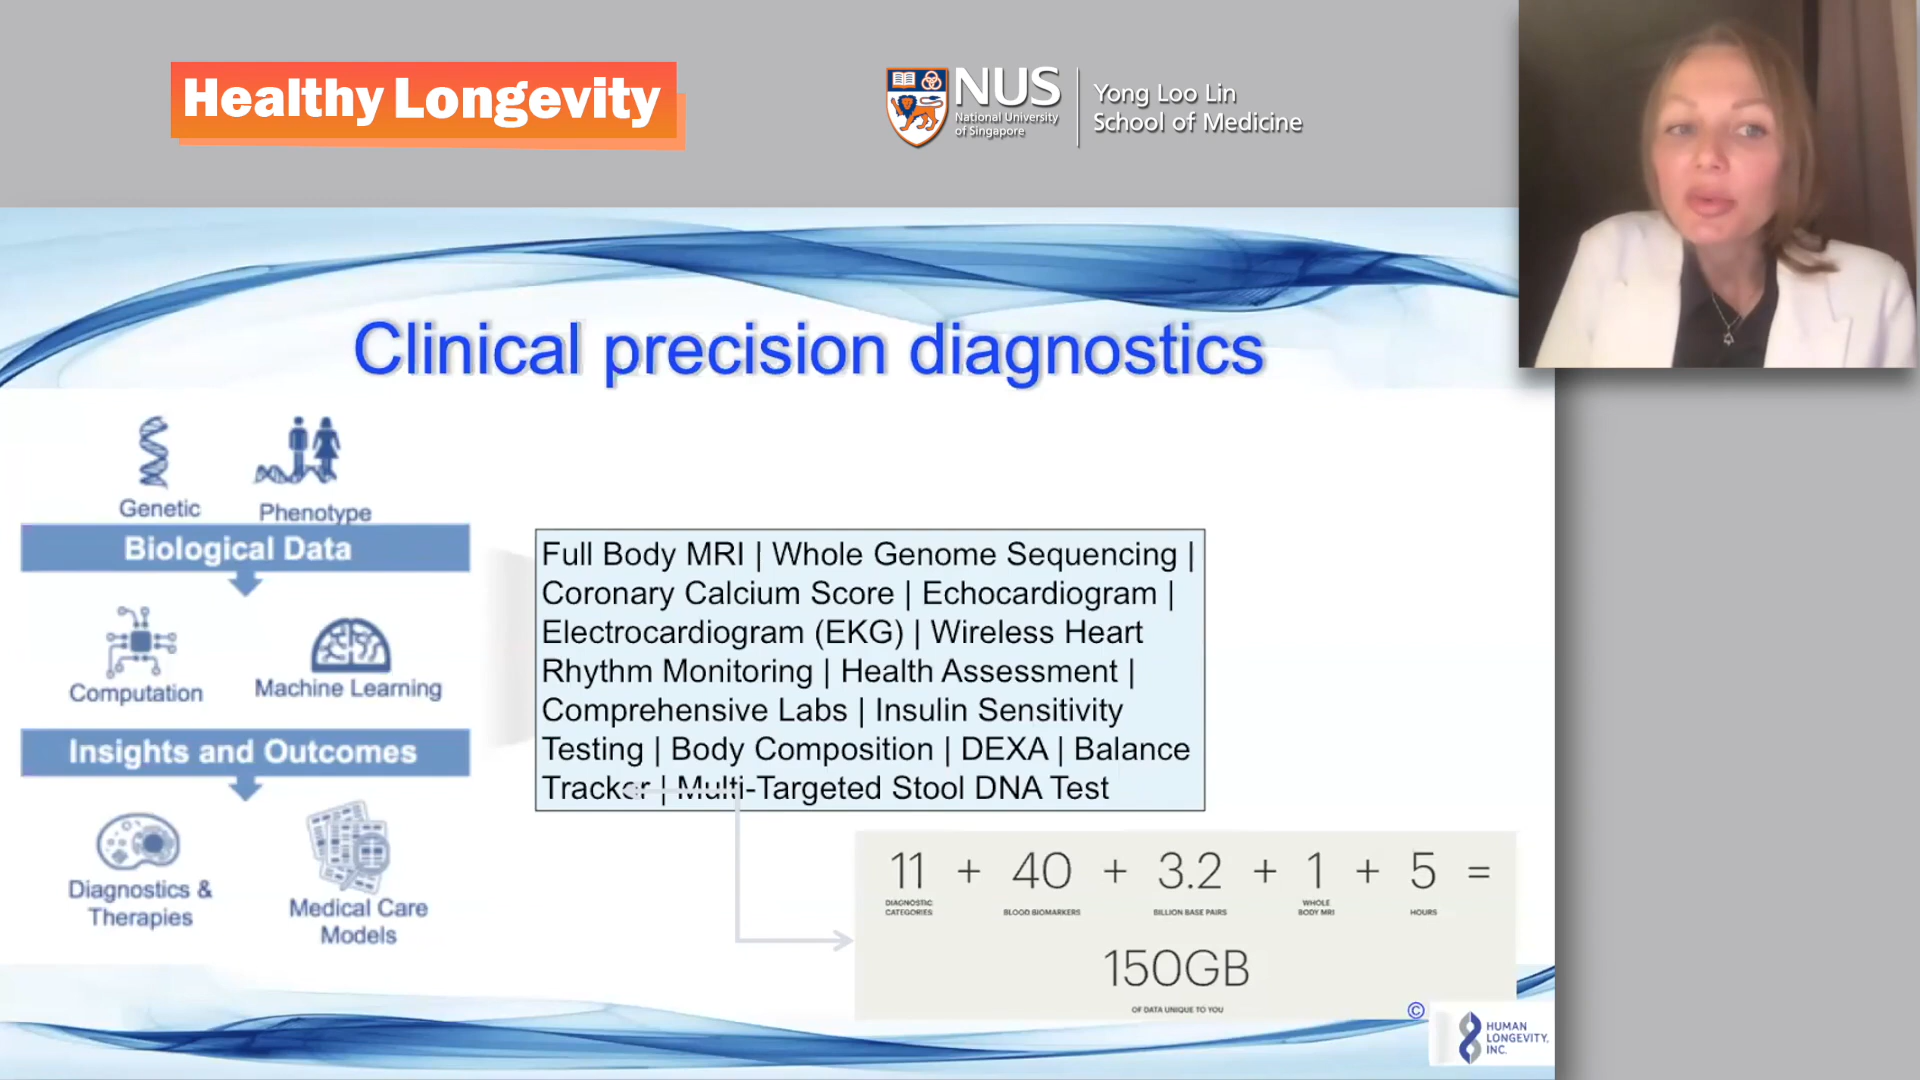 Healthy Longevity
NUS
National University
of Singapore
Yong Loo Lin
School of Medicine
Clinical precision diagnostics
Genetic
Phenotype
Biological Data
Computation
Machine Learning
Insights and Outcomes
Diagnostics &
Therapies
Medical Care
Models
Full Body MRI | Whole Genome Sequencing |
Coronary Calcium Score | Echocardiogram |
Electrocardiogram (EKG) | Wireless Heart
Rhythm Monitoring | Health Assessment |
Comprehensive Labs | Insulin Sensitivity
Testing | Body Composition | DEXA | Balance
Tracker | Multi-Targeted Stool DNA Test
11 + 40 + 3.2 + 1 + 5 =
DIAGNOSTIC
CATEGORIES
BLOOD BIOMARKERS
BILLION BASE PAIRS
WHOLE
BODY MRI
HOURS
150GB
OF DATA UNIQUE TO YOU
©
HUMAN
LONGEVITY,
INC.